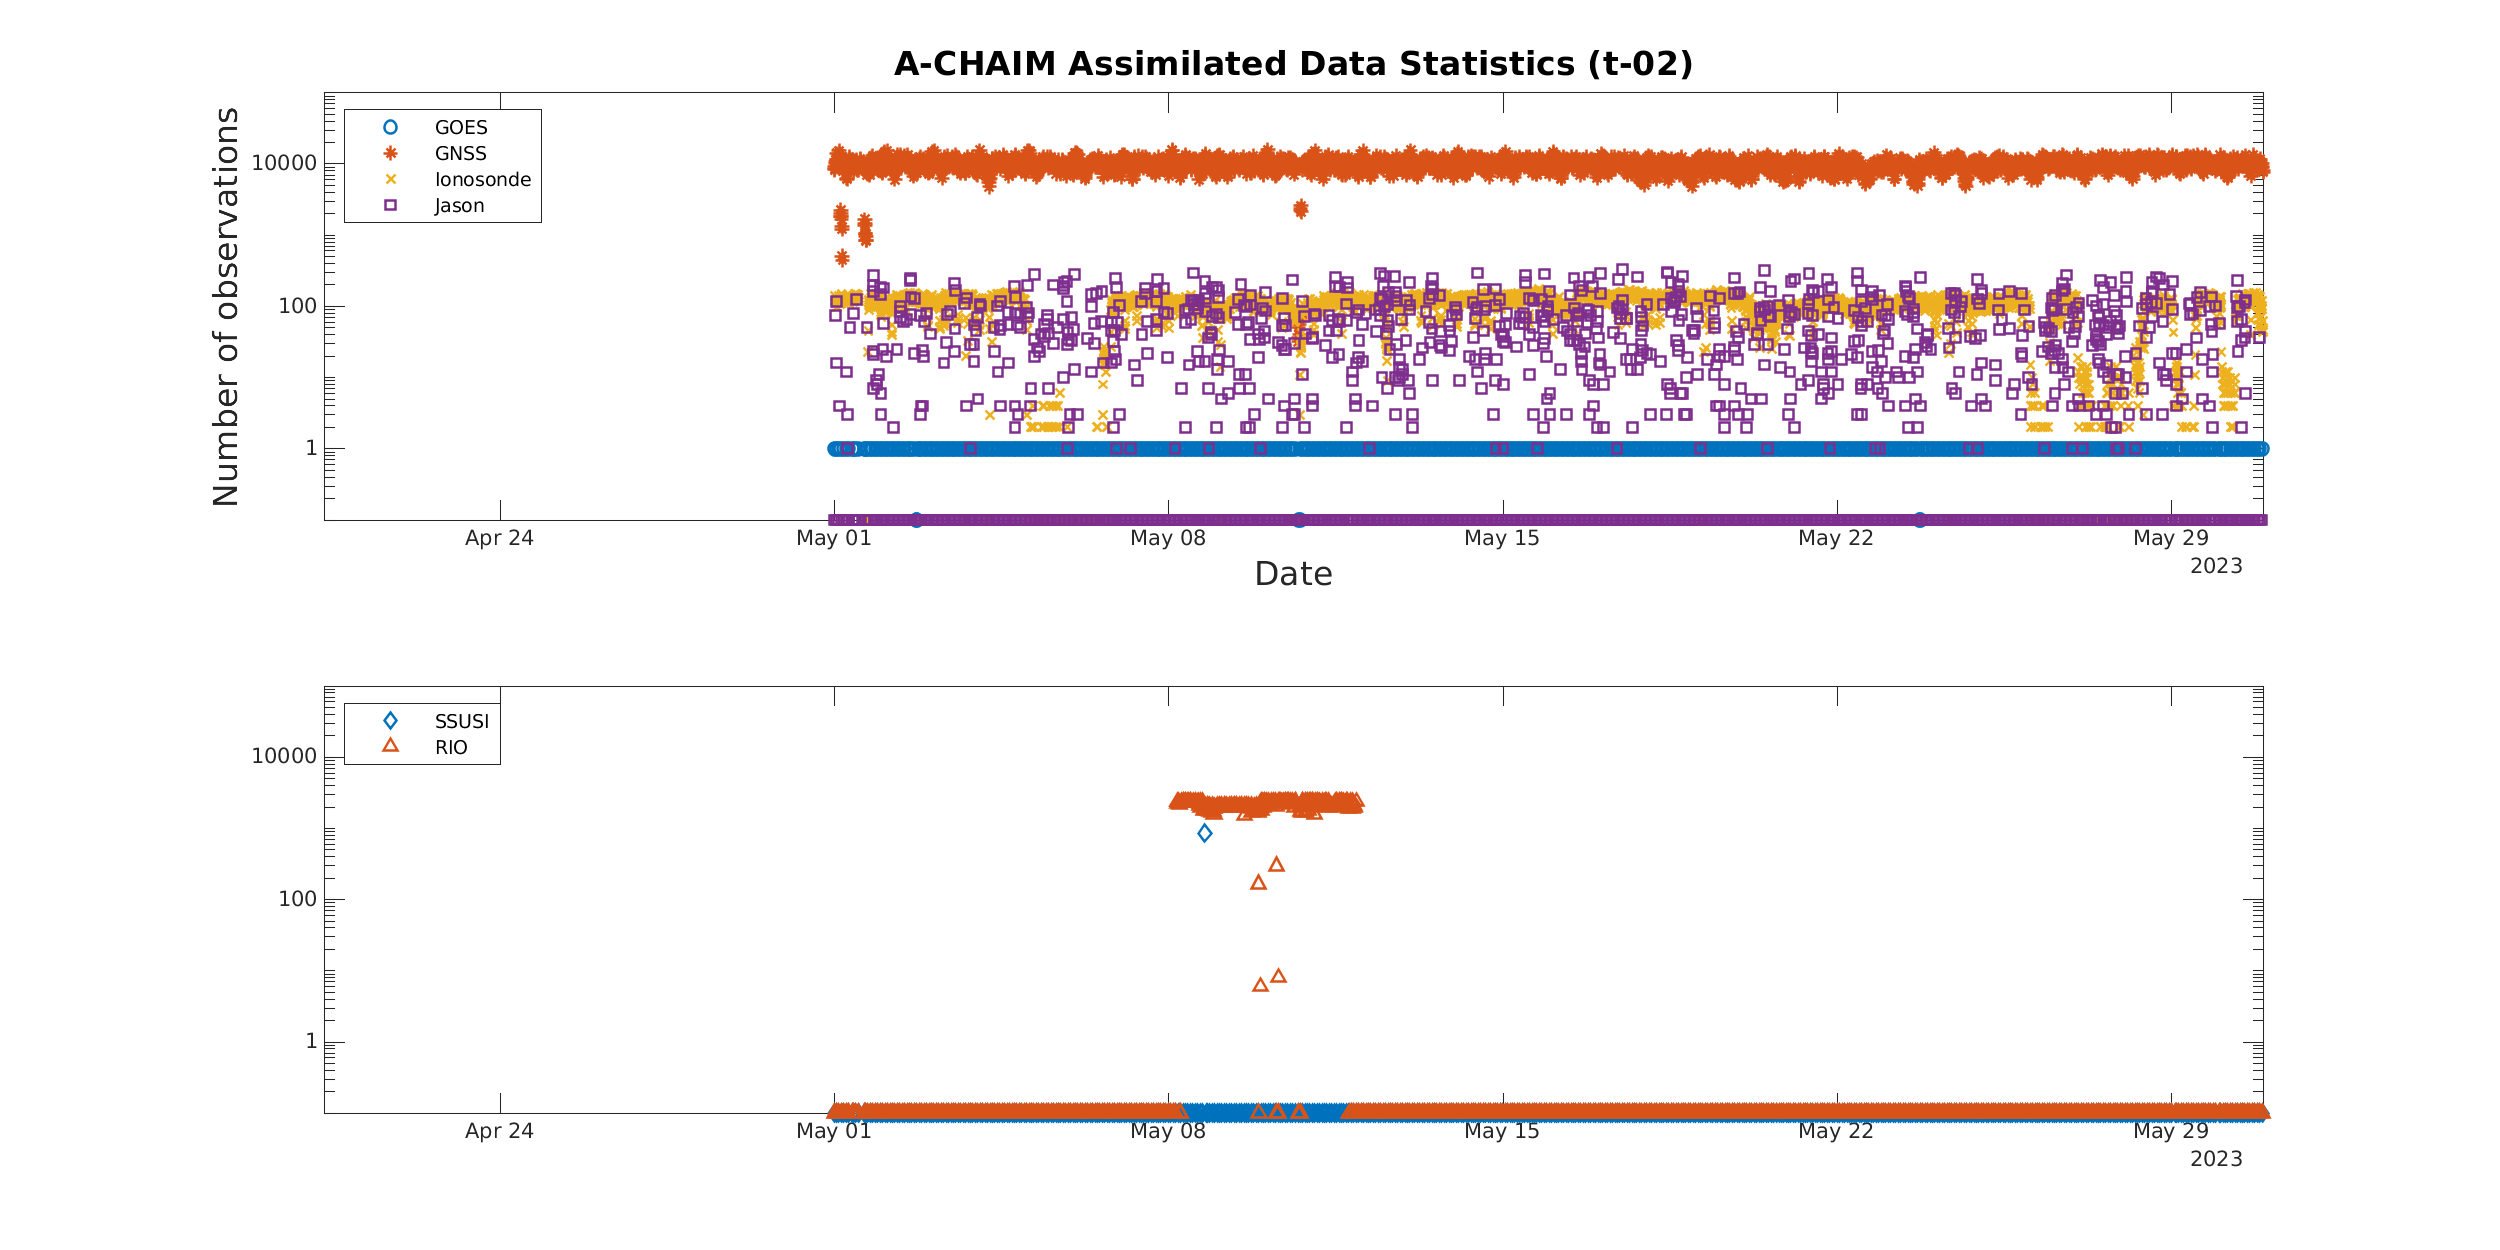 A-CHAIM Assimilated Data Statistics (t-02)
Number of observations
10000
100
1
GOES
GNSS
Ionosonde
Jason
Apr 24
May 01
May 08
May 15
May 22
May 29
2023
Date
10000
100
1
SSUSI
RIO
Apr 24
May 01
May 08
May 15
May 22
May 29
2023